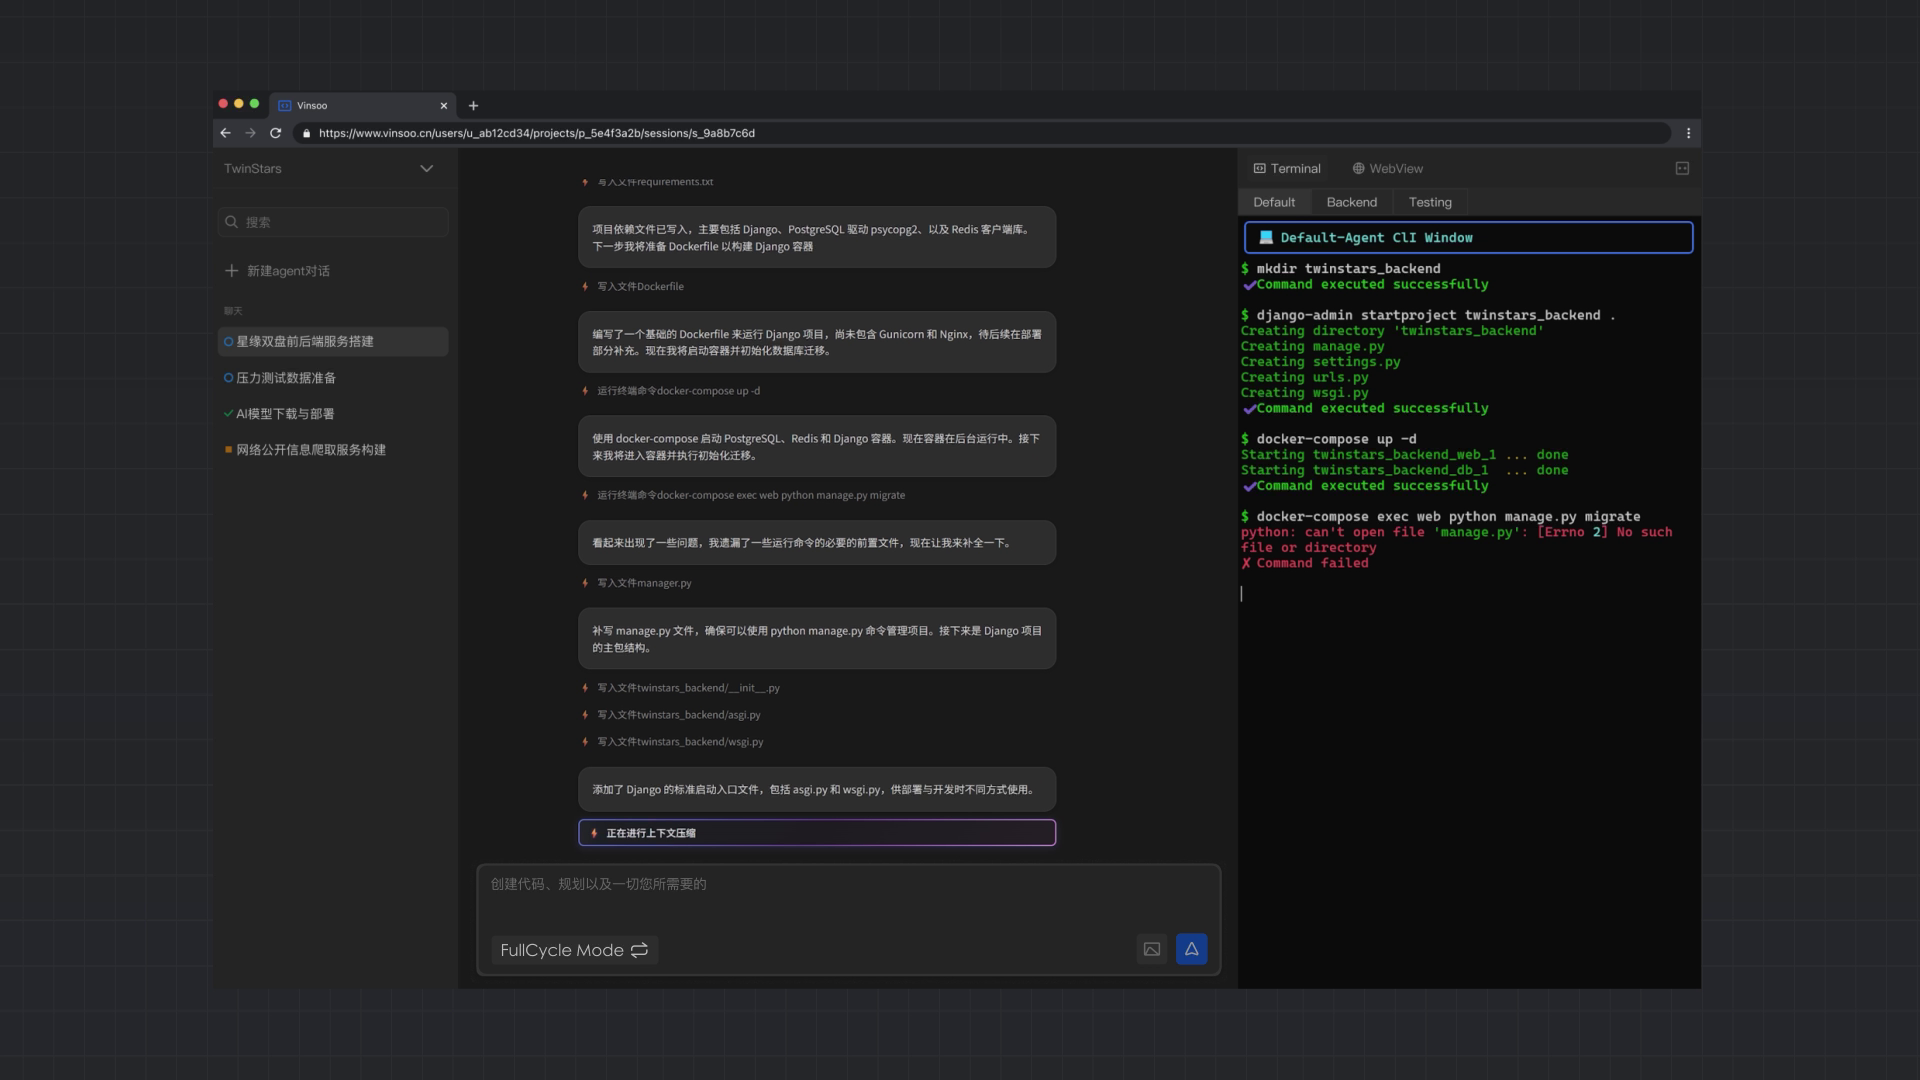 Vinsoo
https://www.vinsoo.cn/users/u_ab12cd34/projects/p_5e4f3a2b/sessions/s_9a8b7c6d
TwinStars
搜索
新建agent对话
聊天
星缘双盘前后端服务搭建
压力测试数据准备
AI模型下载与部署
网络公开信息爬取服务构建
写入文件requirements.txt
项目依赖文件已写入，主要包括 Django、PostgreSQL 驱动 psycopg2、以及 Redis 客户端库。
下一步我将准备 Dockerfile 以构建 Django 容器
写入文件Dockerfile
编写了一个基础的 Dockerfile 来运行 Django 项目，尚未包含 Gunicorn 和 Nginx，待后续在部署
部分补充。现在我将启动容器并初始化数据库迁移。
运行终端命令docker-compose up -d
使用 docker-compose 启动 PostgreSQL、Redis 和 Django 容器。现在容器在后台运行中。接下
来我将进入容器并执行初始化迁移。
运行终端命令docker-compose exec web python manage.py migrate
看起来出现了一些问题，我遗漏了一些运行命令的必要的前置文件，现在让我来补全一下。
写入文件manager.py
补写 manage.py 文件，确保可以使用 python manage.py 命令管理项目。接下来是 Django 项目
的主包结构。
写入文件twinstars_backend/__init__.py
写入文件twinstars_backend/asgi.py
写入文件twinstars_backend/wsgi.py
添加了 Django 的标准启动入口文件，包括 asgi.py 和 wsgi.py，供部署与开发时不同方式使用。
正在进行上下文压缩
创建代码、规划以及一切您所需要的
FullCycle Mode
Terminal
WebView
Default
Backend
Testing
Default-Agent ClI Window
$ mkdir twinstars_backend
Command executed successfully
$ django-admin startproject twinstars_backend .
Creating directory 'twinstars_backend'
Creating manage.py
Creating settings.py
Creating urls.py
Creating wsgi.py
Command executed successfully
$ docker-compose up -d
Starting twinstars_backend_web_1 ... done
Starting twinstars_backend_db_1 ... done
Command executed successfully
$ docker-compose exec web python manage.py migrate
python: can't open file 'manage.py': [Errno 2] No such
file or directory
✗ Command failed